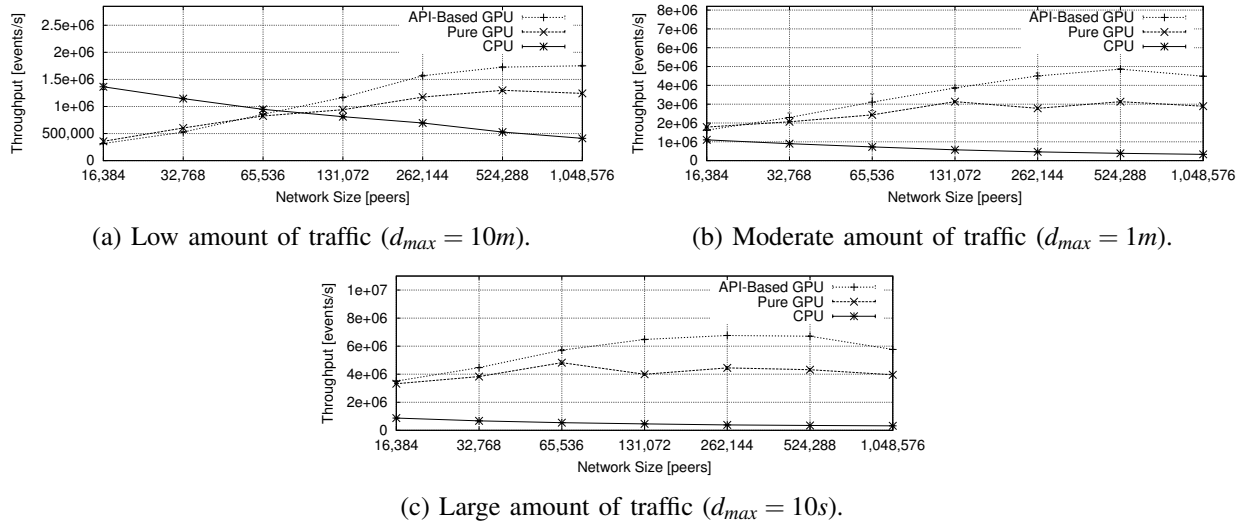 API-Based GPU
Pure GPU
CPU
Throughput [events/s]
2.5e+06
2e+06
1.5e+06
1e+06
500,000
0
16,384 32,768 65,536 131,072 262,144 524,288 1,048,576
Network Size [peers]
(a) Low amount of traffic (d_max = 10m).
API-Based GPU
Pure GPU
CPU
Throughput [events/s]
8e+06
7e+06
6e+06
5e+06
4e+06
3e+06
2e+06
1e+06
0
16,384 32,768 65,536 131,072 262,144 524,288 1,048,576
Network Size [peers]
(b) Moderate amount of traffic (d_max = 1m).
API-Based GPU
Pure GPU
CPU
Throughput [events/s]
1e+07
8e+06
6e+06
4e+06
2e+06
0
16,384 32,768 65,536 131,072 262,144 524,288 1,048,576
Network Size [peers]
(c) Large amount of traffic (d_max = 10s).